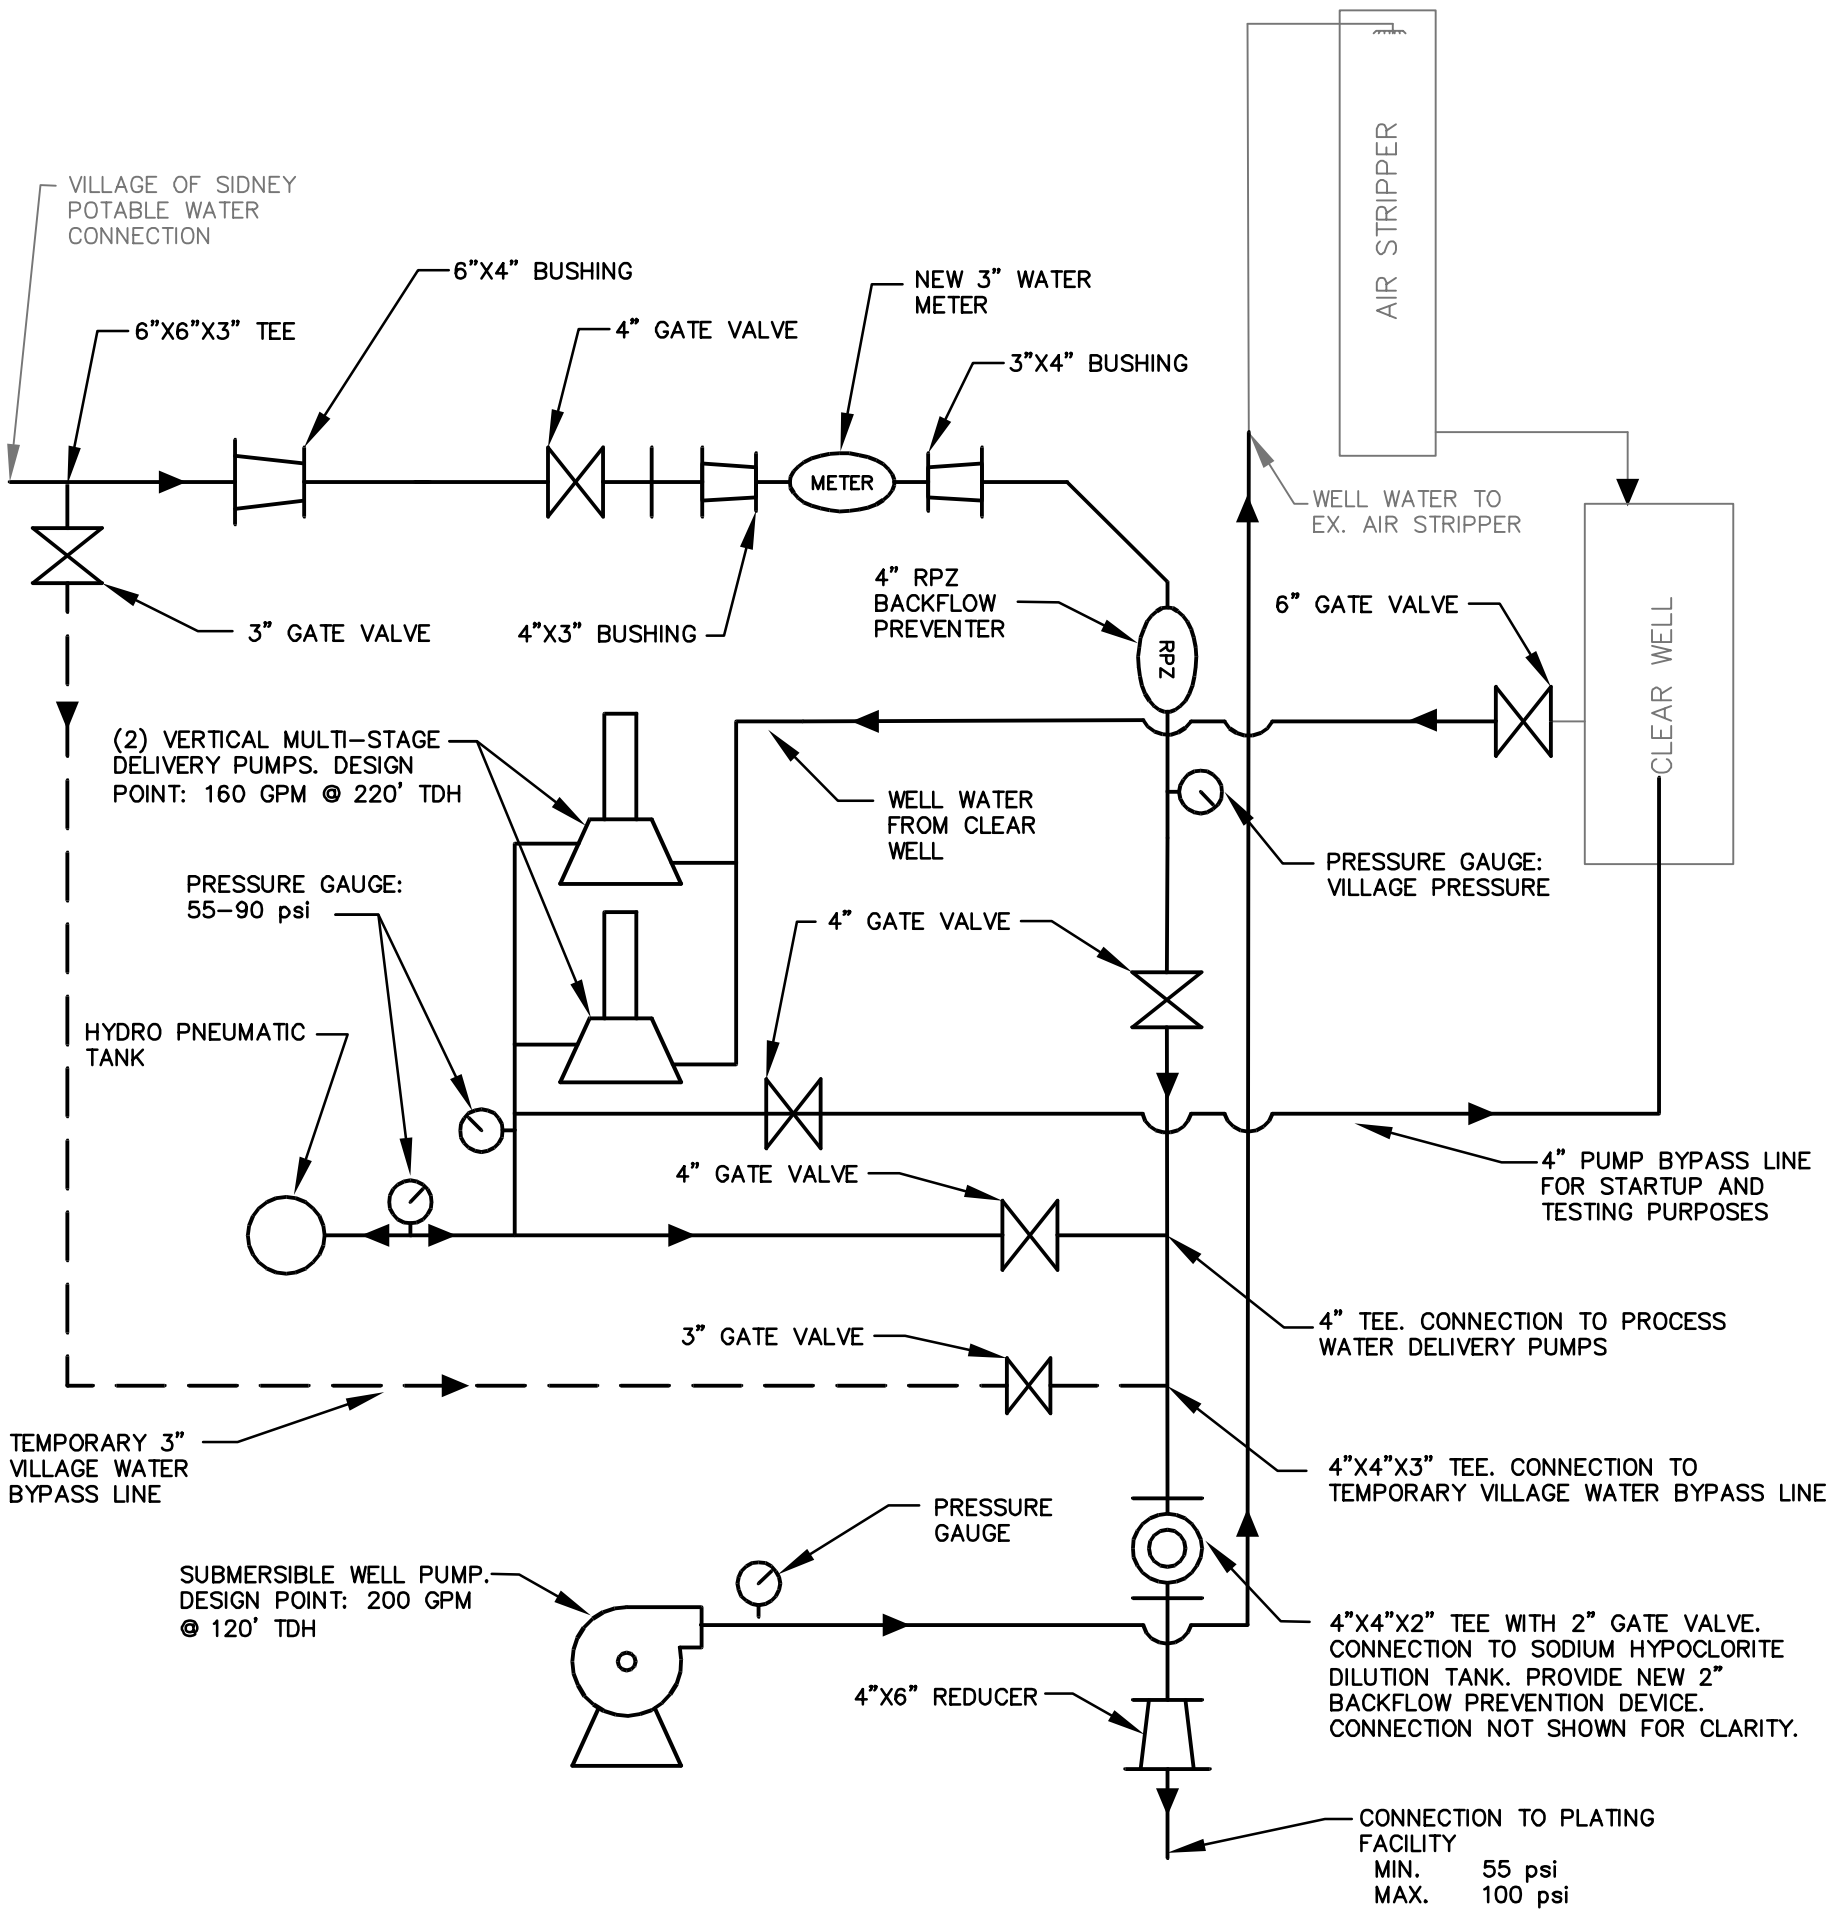 AIR STRIPPER
VILLAGE OF SIDNEY
POTABLE WATER
CONNECTION
6"X4" BUSHING
NEW 3" WATER
METER
6"X6"X3" TEE
4" GATE VALVE
3"X4" BUSHING
METER
WELL WATER TO
EX. AIR STRIPPER
4" RPZ
BACKFLOW
PREVENTER
6" GATE VALVE
3" GATE VALVE
4"X3" BUSHING
RPZ
CLEAR WELL
(2) VERTICAL MULTI-STAGE
DELIVERY PUMPS. DESIGN
POINT: 160 GPM @ 220' TDH
WELL WATER
FROM CLEAR
WELL
PRESSURE GAUGE:
VILLAGE PRESSURE
PRESSURE GAUGE:
55-90 psi
4" GATE VALVE
HYDRO PNEUMATIC
TANK
4" GATE VALVE
4" PUMP BYPASS LINE
FOR STARTUP AND
TESTING PURPOSES
4" TEE. CONNECTION TO PROCESS
WATER DELIVERY PUMPS
3" GATE VALVE
TEMPORARY 3"
VILLAGE WATER
BYPASS LINE
4"X4"X3" TEE. CONNECTION TO
TEMPORARY VILLAGE WATER BYPASS LINE
PRESSURE
GAUGE
SUBMERSIBLE WELL PUMP.
DESIGN POINT: 200 GPM
@ 120' TDH
4"X4"X2" TEE WITH 2" GATE VALVE.
CONNECTION TO SODIUM HYPOCLORITE
DILUTION TANK. PROVIDE NEW 2"
BACKFLOW PREVENTION DEVICE.
CONNECTION NOT SHOWN FOR CLARITY.
4"X6" REDUCER
CONNECTION TO PLATING
FACILITY
MIN. 55 psi
MAX. 100 psi